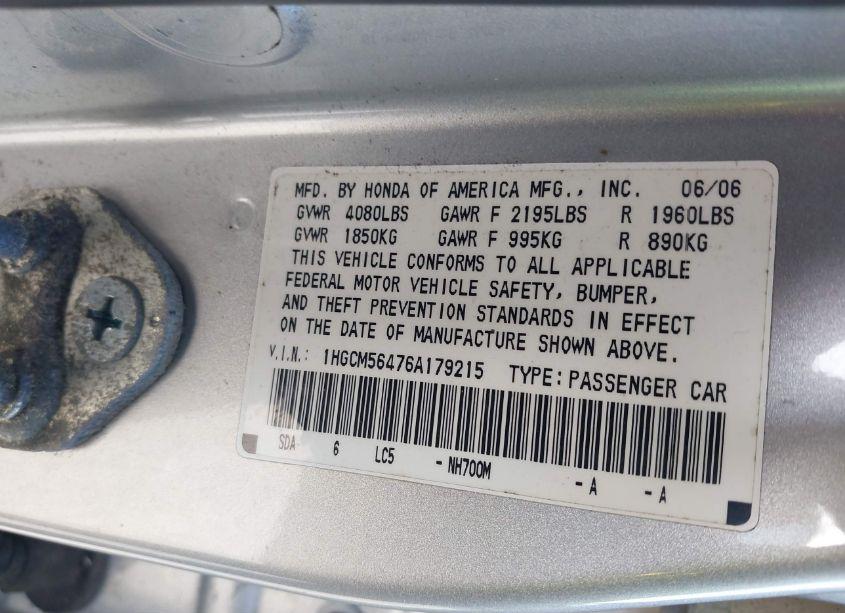 MFD. BY HONDA OF AMERICA MFG., INC. 06/06
GVWR 4080LBS GAWR F 2195LBS R 1960LBS
GVWR 1850KG GAWR F 995KG R 890KG
THIS VEHICLE CONFORMS TO ALL APPLICABLE
FEDERAL MOTOR VEHICLE SAFETY, BUMPER,
AND THEFT PREVENTION STANDARDS IN EFFECT
ON THE DATE OF MANUFACTURE SHOWN ABOVE.
V.I.N.: 1HGCM56476A179215 TYPE:PASSENGER CAR
SDA 6 LC5 -NH700M -A -A